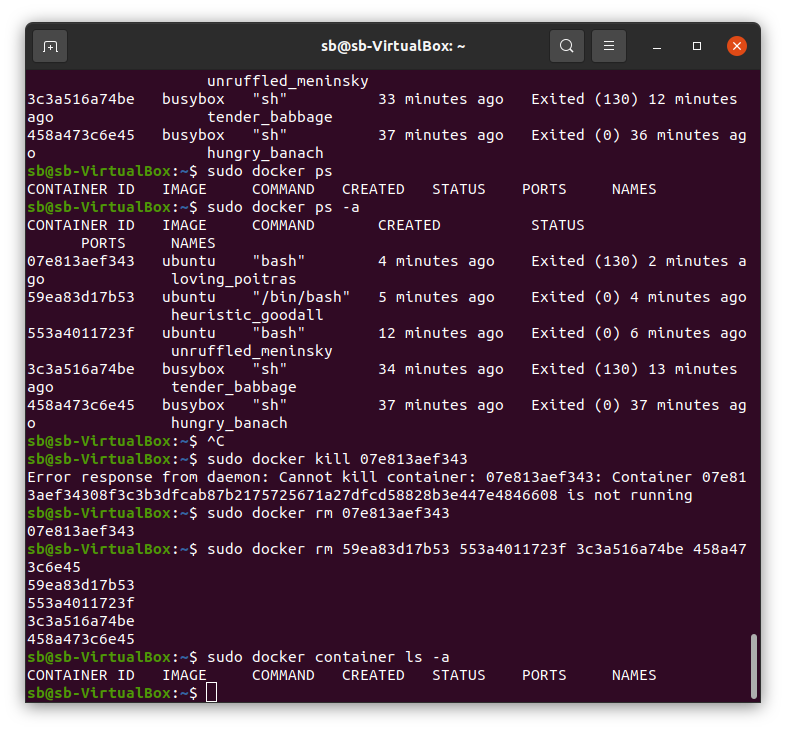 sb@sb-VirtualBox: ~
unruffled_meninsky
3c3a516a74be   busybox   "sh"          33 minutes ago   Exited (130) 12 minutes
ago                 tender_babbage
458a473c6e45   busybox   "sh"          37 minutes ago   Exited (0) 36 minutes ag
o                   hungry_banach
sb@sb-VirtualBox:~$ sudo docker ps
CONTAINER ID   IMAGE     COMMAND   CREATED   STATUS    PORTS     NAMES
sb@sb-VirtualBox:~$ sudo docker ps -a
CONTAINER ID   IMAGE     COMMAND       CREATED          STATUS
      PORTS     NAMES
07e813aef343   ubuntu    "bash"        4 minutes ago    Exited (130) 2 minutes a
go              loving_poitras
59ea83d17b53   ubuntu    "/bin/bash"   5 minutes ago    Exited (0) 4 minutes ago
                heuristic_goodall
553a4011723f   ubuntu    "bash"        12 minutes ago   Exited (0) 6 minutes ago
                unruffled_meninsky
3c3a516a74be   busybox   "sh"          34 minutes ago   Exited (130) 13 minutes
ago             tender_babbage
458a473c6e45   busybox   "sh"          37 minutes ago   Exited (0) 37 minutes ag
o               hungry_banach
sb@sb-VirtualBox:~$ ^C
sb@sb-VirtualBox:~$ sudo docker kill 07e813aef343
Error response from daemon: Cannot kill container: 07e813aef343: Container 07e81
3aef34308f3c3b3dfcab87b2175725671a27dfcd58828b3e447e4846608 is not running
sb@sb-VirtualBox:~$ sudo docker rm 07e813aef343
07e813aef343
sb@sb-VirtualBox:~$ sudo docker rm 59ea83d17b53 553a4011723f 3c3a516a74be 458a47
3c6e45
59ea83d17b53
553a4011723f
3c3a516a74be
458a473c6e45
sb@sb-VirtualBox:~$ sudo docker container ls -a
CONTAINER ID   IMAGE     COMMAND   CREATED   STATUS    PORTS     NAMES
sb@sb-VirtualBox:~$